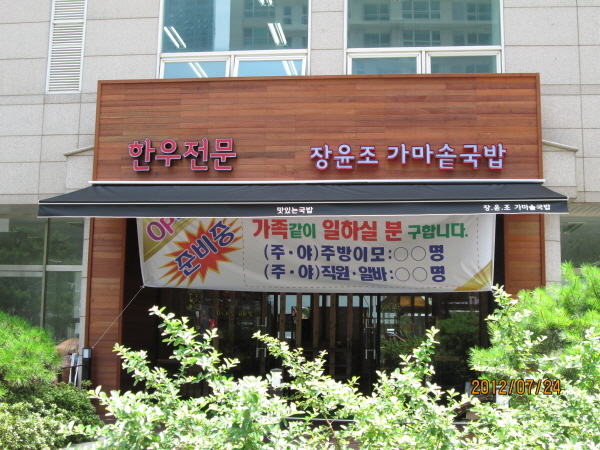 한우전문
장윤조 가마솥국밥
맛있는국밥
장.윤.조 가마솥국밥
준비중
가족같이 일하실 분 구합니다.
(주·야)주방이모:○○명
(주·야)직원·알바:○○명
2012/07/24